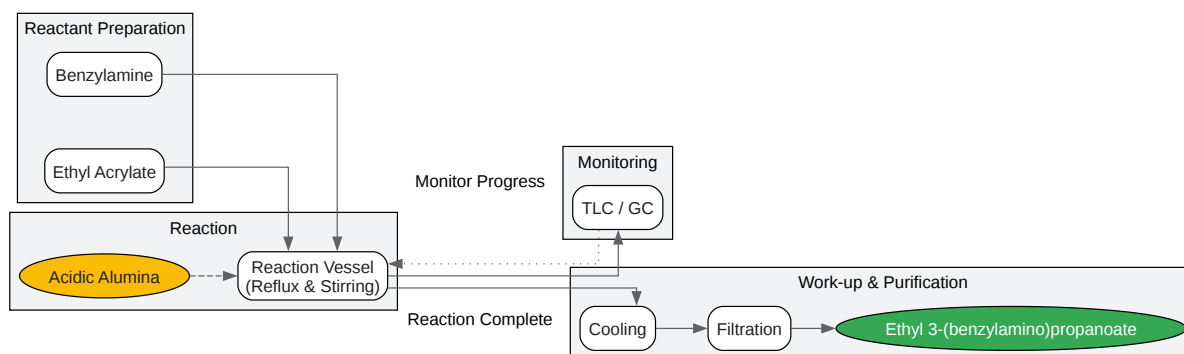 Reactant Preparation
Benzylamine
Ethyl Acrylate
Monitoring
Monitor Progress
TLC / GC
Reaction
Acidic Alumina
Reaction Vessel
(Reflux & Stirring)
Work-up & Purification
Reaction Complete
Cooling
Filtration
Ethyl 3-(benzylamino)propanoate